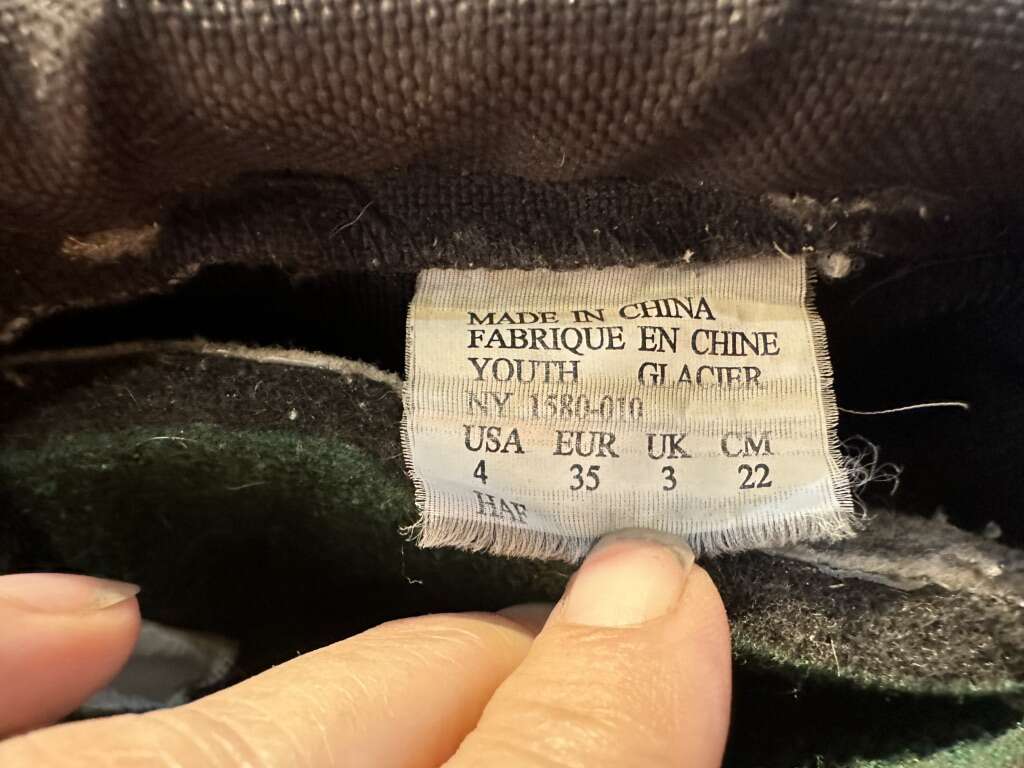 MADE IN CHINA
FABRIQUE EN CHINE
YOUTH GLACIER
NY 1580-010
USA EUR UK CM
4 35 3 22
HAF